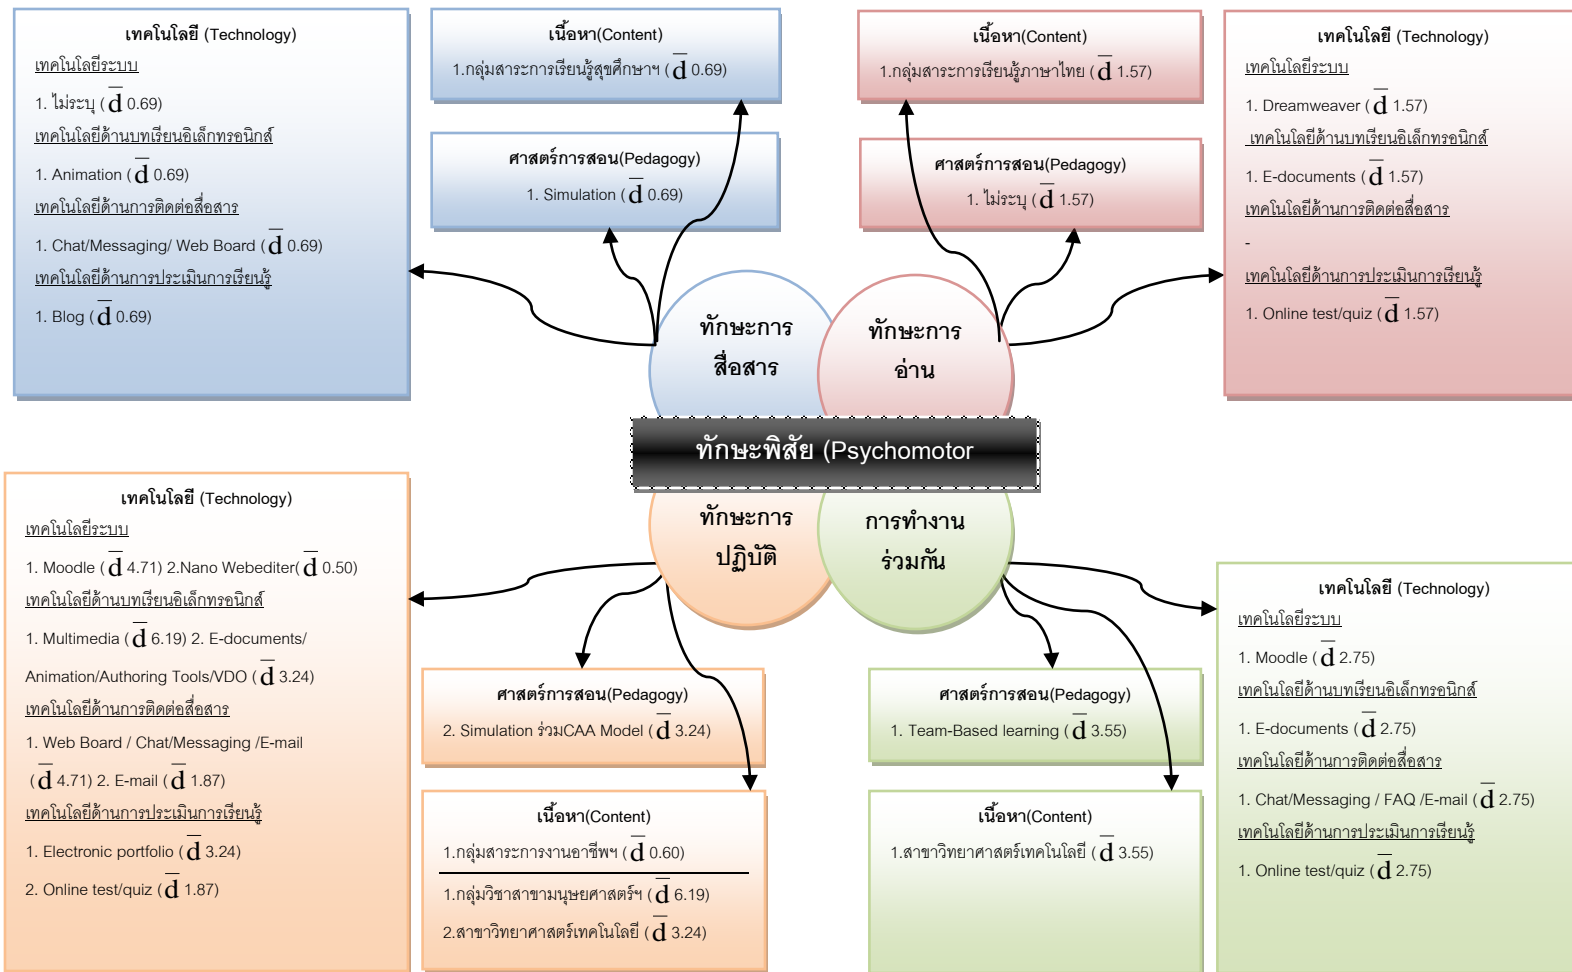 เทคโนโลยี (Technology)
เทคโนโลยีระบบ
1. ไม่ระบุ ( d̅ 0.69)
เทคโนโลยีด้านบทเรียนอิเล็กทรอนิกส์
1. Animation ( d̅ 0.69)
เทคโนโลยีด้านการติดต่อสื่อสาร
1. Chat/Messaging/ Web Board ( d̅ 0.69)
เทคโนโลยีด้านการประเมินการเรียนรู้
1. Blog ( d̅ 0.69)
เนื้อหา(Content)
1.กลุ่มสาระการเรียนรู้สุขศึกษาฯ ( d̅ 0.69)
ศาสตร์การสอน(Pedagogy)
1. Simulation ( d̅ 0.69)
เนื้อหา(Content)
1.กลุ่มสาระการเรียนรู้ภาษาไทย ( d̅ 1.57)
ศาสตร์การสอน(Pedagogy)
1. ไม่ระบุ ( d̅ 1.57)
เทคโนโลยี (Technology)
เทคโนโลยีระบบ
1. Dreamweaver ( d̅ 1.57)
เทคโนโลยีด้านบทเรียนอิเล็กทรอนิกส์
1. E-documents ( d̅ 1.57)
เทคโนโลยีด้านการติดต่อสื่อสาร
-
เทคโนโลยีด้านการประเมินการเรียนรู้
1. Online test/quiz ( d̅ 1.57)
ทักษะการ
สื่อสาร
ทักษะการ
อ่าน
ทักษะพิสัย (Psychomotor
ทักษะการ
ปฏิบัติ
การทำงาน
ร่วมกัน
เทคโนโลยี (Technology)
เทคโนโลยีระบบ
1. Moodle ( d̅ 4.71) 2.Nano Webediter( d̅ 0.50)
เทคโนโลยีด้านบทเรียนอิเล็กทรอนิกส์
1. Multimedia ( d̅ 6.19) 2. E-documents/
Animation/Authoring Tools/VDO ( d̅ 3.24)
เทคโนโลยีด้านการติดต่อสื่อสาร
1. Web Board / Chat/Messaging /E-mail
( d̅ 4.71) 2. E-mail ( d̅ 1.87)
เทคโนโลยีด้านการประเมินการเรียนรู้
1. Electronic portfolio ( d̅ 3.24)
2. Online test/quiz ( d̅ 1.87)
ศาสตร์การสอน(Pedagogy)
2. Simulation ร่วมCAA Model ( d̅ 3.24)
เนื้อหา(Content)
1.กลุ่มสาระการงานอาชีพฯ ( d̅ 0.60)
1.กลุ่มวิชาสาขามนุษยศาสตร์ฯ ( d̅ 6.19)
2.สาขาวิทยาศาสตร์เทคโนโลยี ( d̅ 3.24)
ศาสตร์การสอน(Pedagogy)
1. Team-Based learning ( d̅ 3.55)
เนื้อหา(Content)
1.สาขาวิทยาศาสตร์เทคโนโลยี ( d̅ 3.55)
เทคโนโลยี (Technology)
เทคโนโลยีระบบ
1. Moodle ( d̅ 2.75)
เทคโนโลยีด้านบทเรียนอิเล็กทรอนิกส์
1. E-documents ( d̅ 2.75)
เทคโนโลยีด้านการติดต่อสื่อสาร
1. Chat/Messaging / FAQ /E-mail ( d̅ 2.75)
เทคโนโลยีด้านการประเมินการเรียนรู้
1. Online test/quiz ( d̅ 2.75)